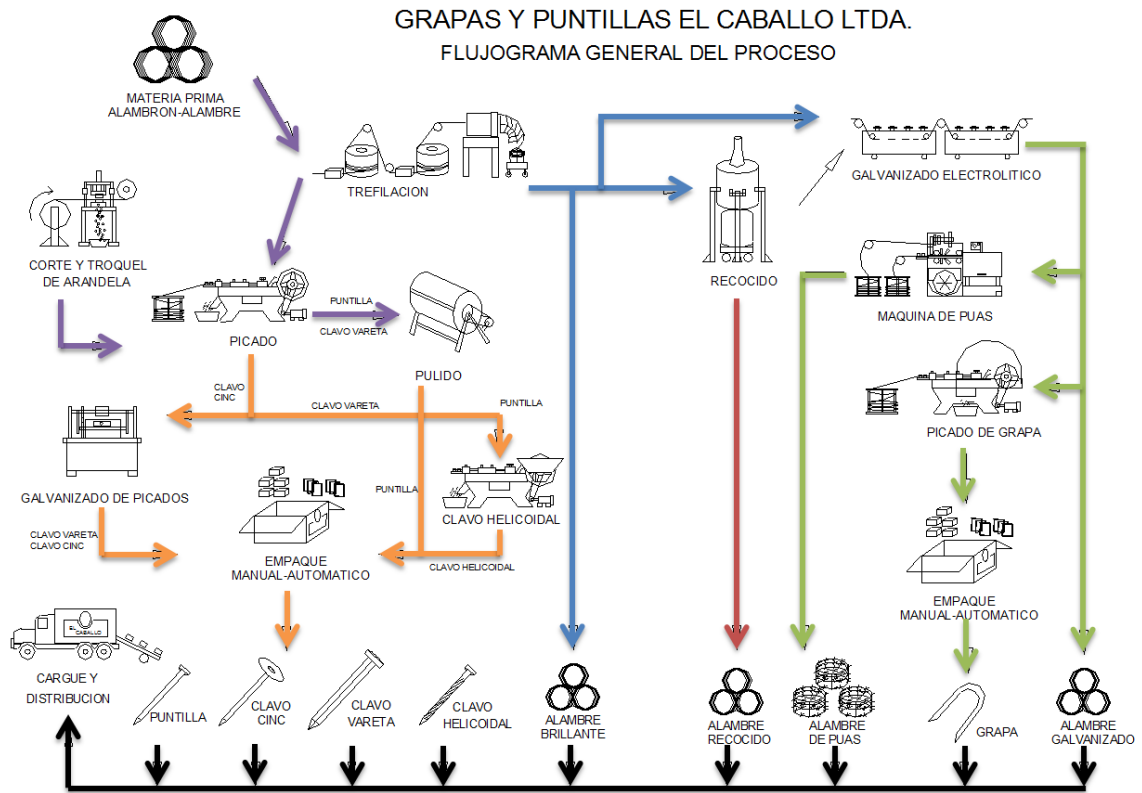 GRAPAS Y PUNTILLAS EL CABALLO LTDA.
FLUJOGRAMA GENERAL DEL PROCESO
MATERIA PRIMA
ALAMBRON-ALAMBRE
TREFILACION
GALVANIZADO ELECTROLITICO
CORTE Y TROQUEL
DE ARANDELA
RECOCIDO
PUNTILLA
CLAVO VARETA
MAQUINA DE PUAS
PICADO
PULIDO
CLAVO
CINC
CLAVO VARETA
PUNTILLA
PICADO DE GRAPA
PUNTILLA
GALVANIZADO DE PICADOS
CLAVO HELICOIDAL
CLAVO VARETA
CLAVO CINC
EMPAQUE
MANUAL-AUTOMATICO
CLAVO HELICOIDAL
EMPAQUE
MANUAL-AUTOMATICO
EL
CABALLO
CARGUE Y
DISTRIBUCION
PUNTILLA
CLAVO
CINC
CLAVO
VARETA
CLAVO
HELICOIDAL
ALAMBRE
BRILLANTE
ALAMBRE
RECOCIDO
ALAMBRE
DE PUAS
GRAPA
ALAMBRE
GALVANIZADO